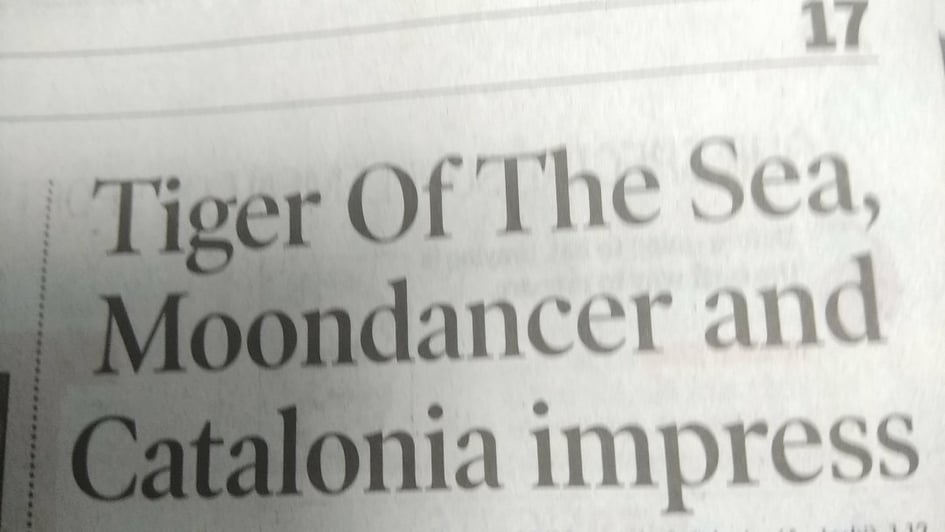 17
Tiger Of The Sea,
Moondancer and
Catalonia impress